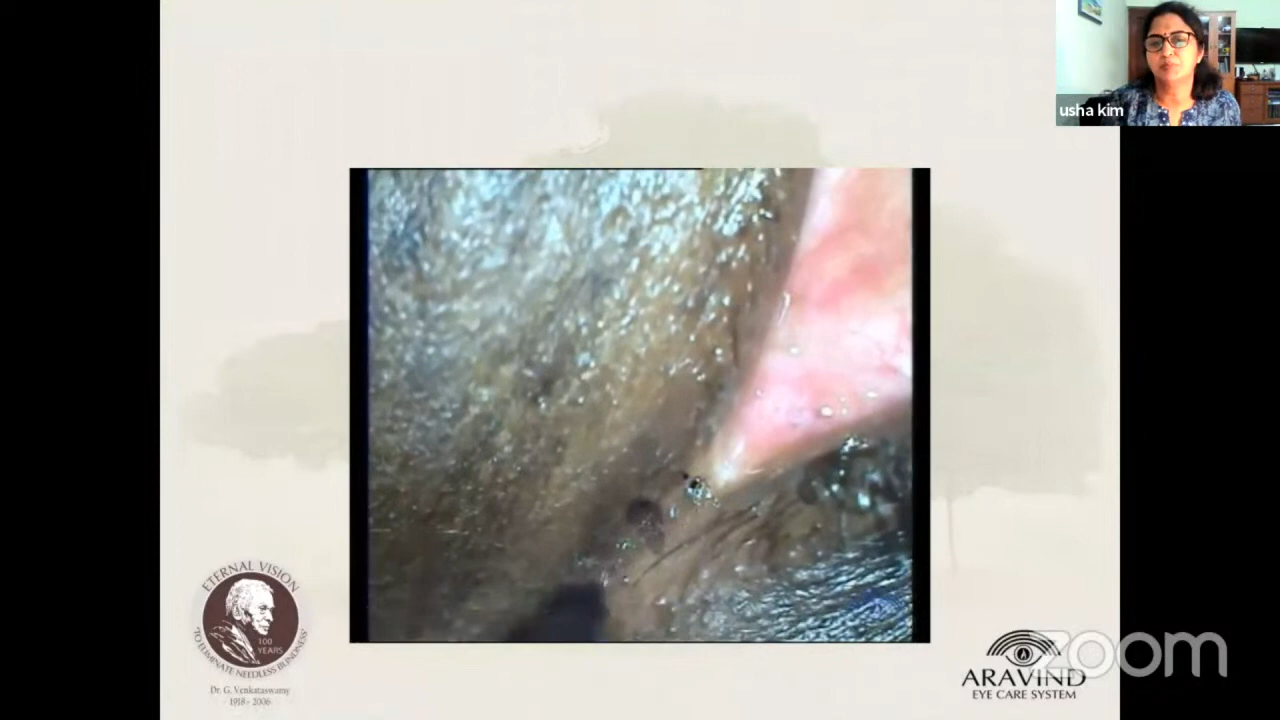 usha kim
ETERNAL VISION
100
YEARS
"TO ELIMINATE NEEDLESS BLINDNESS"
Dr. G. Venkataswamy
1918 - 2006
ARAVIND
EYE CARE SYSTEM
zoom